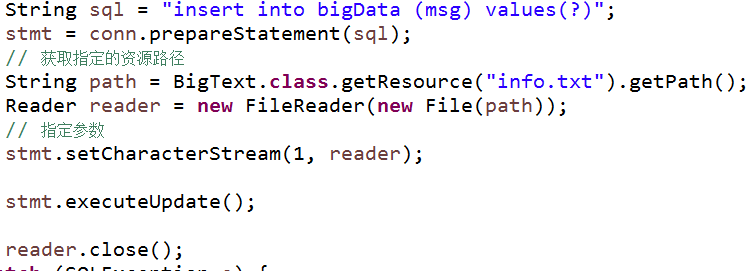 String sql = "insert into bigData (msg) values(?)";
stmt = conn.prepareStatement(sql);
// 获取指定的资源路径
String path = BigText.class.getResource("info.txt").getPath();
Reader reader = new FileReader(new File(path));
// 指定参数
stmt.setCharacterStream(1, reader);
stmt.executeUpdate();
reader.close();